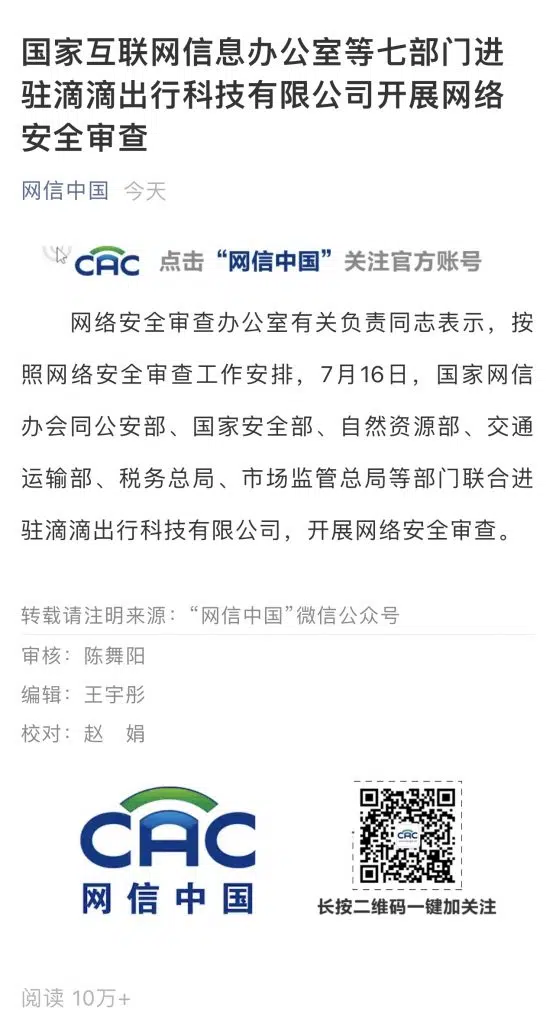 国家互联网信息办公室等七部门进
驻滴滴出行科技有限公司开展网络
安全审查
网信中国 今天
CAC 点击“网信中国”关注官方账号
网络安全审查办公室有关负责同志表示，按
照网络安全审查工作安排，7月16日，国家网信
办会同公安部、国家安全部、自然资源部、交通
运输部、税务总局、市场监管总局等部门联合进
驻滴滴出行科技有限公司，开展网络安全审查。
转载请注明来源：“网信中国”微信公众号
审核：陈舞阳
编辑：王宇彤
校对：赵　娟
CAC
网信中国
CAC
长按二维码一键加关注
阅读 10万+